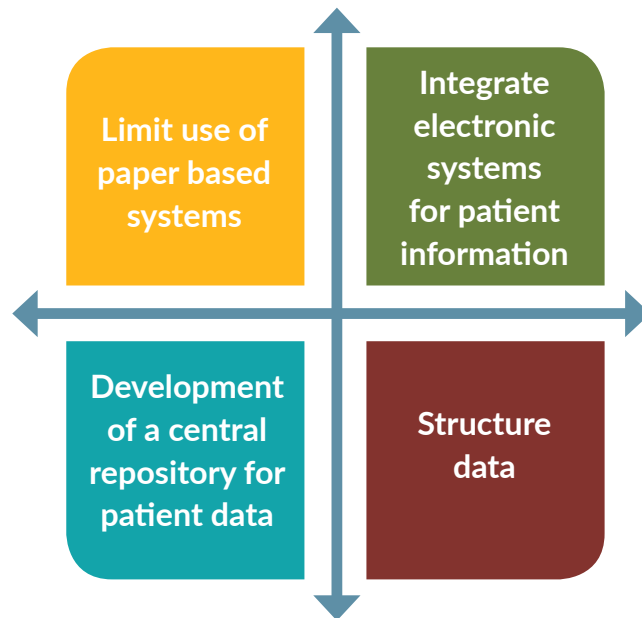 Limit use of
paper based
systems
Integrate
electronic
systems
for patient
information
Development
of a central
repository for
patient data
Structure
data